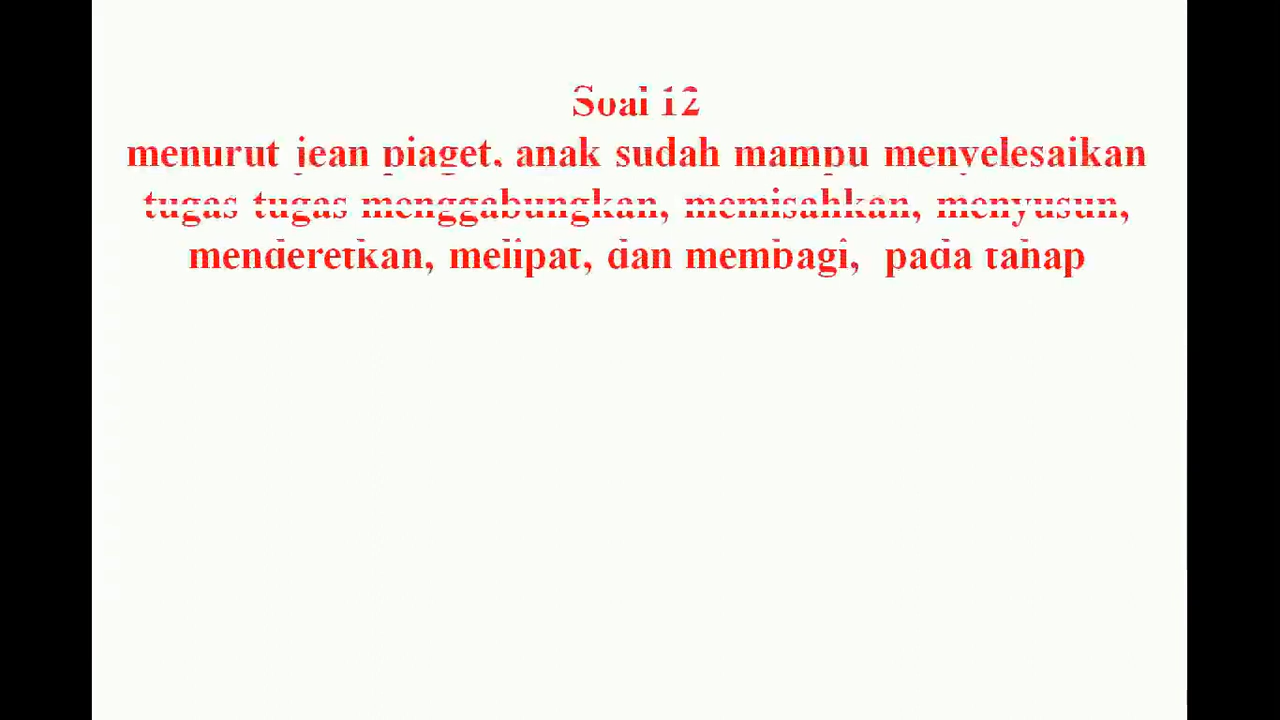 Soal 12
menurut jean piaget, anak sudah mampu menyelesaikan
tugas tugas menggabungkan, memisahkan, menyusun,
menderetkan, melipat, dan membagi, pada tahap